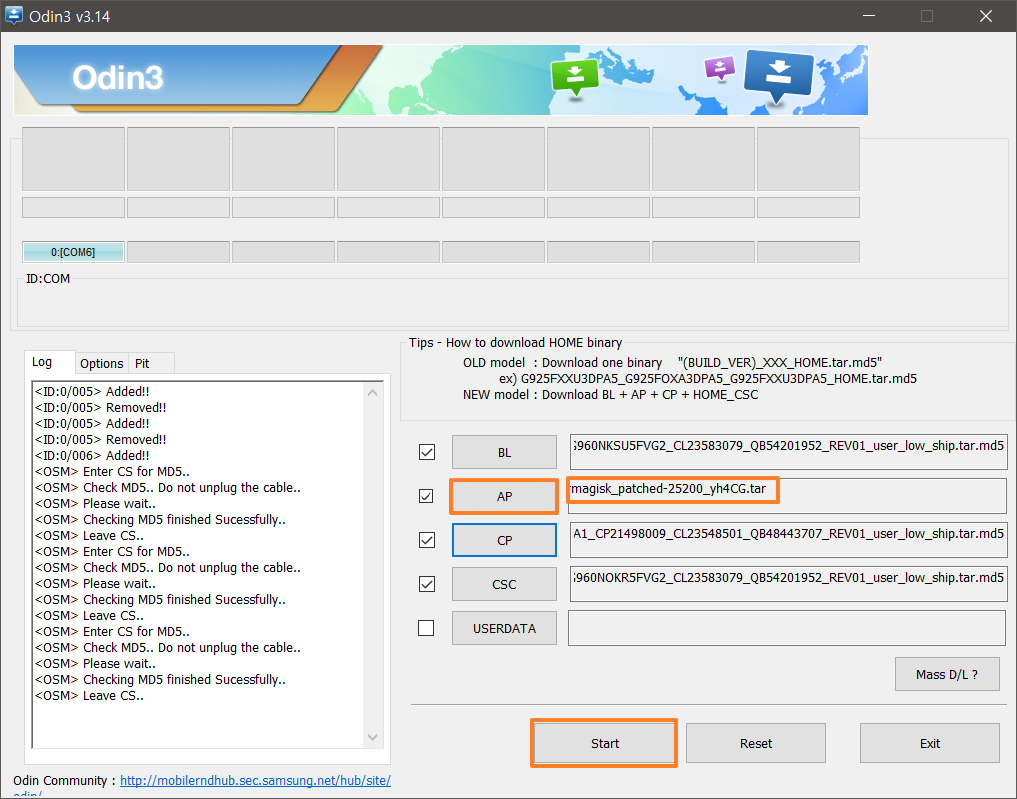 Odin3 v3.14
Odin3
0:[COM6]
ID:COM
Log Options Pit
<ID:0/005> Added!!
<ID:0/005> Removed!!
<ID:0/005> Added!!
<ID:0/005> Removed!!
<ID:0/006> Added!!
<OSM> Enter CS for MD5..
<OSM> Check MD5.. Do not unplug the cable..
<OSM> Please wait..
<OSM> Checking MD5 finished Sucessfully..
<OSM> Leave CS..
<OSM> Enter CS for MD5..
<OSM> Check MD5.. Do not unplug the cable..
<OSM> Please wait..
<OSM> Checking MD5 finished Sucessfully..
<OSM> Leave CS..
<OSM> Enter CS for MD5..
<OSM> Check MD5.. Do not unplug the cable..
<OSM> Please wait..
<OSM> Checking MD5 finished Sucessfully..
<OSM> Leave CS..
Odin Community : http://mobilerndhub.sec.samsung.net/hub/site/
odin/
Tips - How to download HOME binary
OLD model : Download one binary "(BUILD_VER)_XXX_HOME.tar.md5"
ex) G925FXXU3DPA5_G925FOXA3DPA5_G925FXXU3DPA5_HOME.tar.md5
NEW model : Download BL + AP + CP + HOME_CSC
BL 960NKSU5FVG2_CL23583079_QB54201952_REV01_user_low_ship.tar.md5
AP magisk_patched-25200_yh4CG.tar
CP A1_CP21498009_CL23548501_QB48443707_REV01_user_low_ship.tar.md5
CSC 960NOKR5FVG2_CL23583079_QB54201952_REV01_user_low_ship.tar.md5
USERDATA
Mass D/L ?
Start Reset Exit